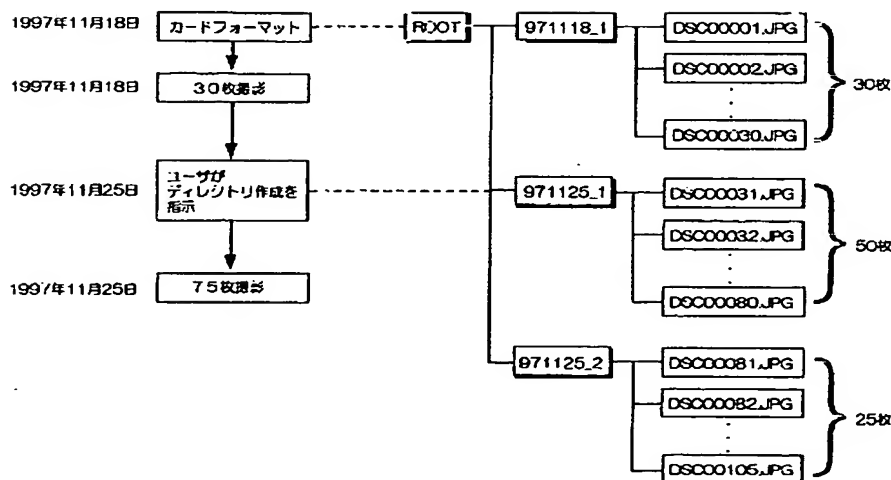 1997年11月18日 カードフォーマット ROOT 971118_1 DSC00001.JPG
DSC00002.JPG
1997年11月18日 30枚撮影 30枚
DSC00030.JPG
ユーザが
1997年11月25日 ディレクトリ作成を 971125_1 DSC00031.JPG
指示
DSC00032.JPG
50枚
1997年11月25日 75枚撮影 DSC00080.JPG
971125_2 DSC00081.JPG
DSC00082.JPG
25枚
DSC00105.JPG